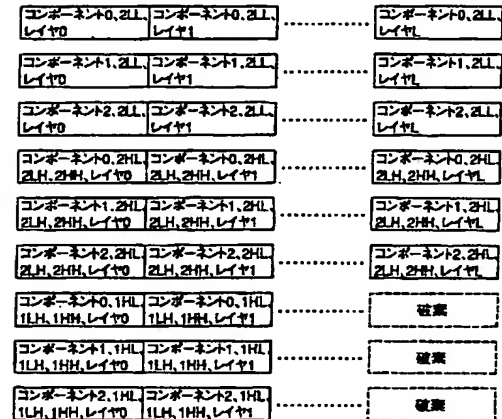 コンポーネント0、2LL、 コンポーネント0、2LL、 コンポーネント0、2LL、
レイヤ0 レイヤ1 レイヤL
コンポーネント1、2LL、 コンポーネント1、2LL、 コンポーネント1、2LL、
レイヤ0 レイヤ1 レイヤL
コンポーネント2、2LL、 コンポーネント2、2LL、 コンポーネント2、2LL、
レイヤ0 レイヤ1 レイヤL
コンポーネント0、2HL、 コンポーネント0、2HL、 コンポーネント0、2HL、
2LH、2HH、レイヤ0 2LH、2HH、レイヤ1 2LH、2HH、レイヤL
コンポーネント1、2HL、 コンポーネント1、2HL、 コンポーネント1、2HL、
2LH、2HH、レイヤ0 2LH、2HH、レイヤ1 2LH、2HH、レイヤL
コンポーネント2、2HL、 コンポーネント2、2HL、 コンポーネント2、2HL、
2LH、2HH、レイヤ0 2LH、2HH、レイヤ1 2LH、2HH、レイヤL
コンポーネント0、1HL、 コンポーネント0、1HL、 破棄
1LH、1HH、レイヤ0 1LH、1HH、レイヤ1
コンポーネント1、1HL、 コンポーネント1、1HL、 破棄
1LH、1HH、レイヤ0 1LH、1HH、レイヤ1
コンポーネント2、1HL、 コンポーネント2、1HL、 破棄
1LH、1HH、レイヤ0 1LH、1HH、レイヤ1